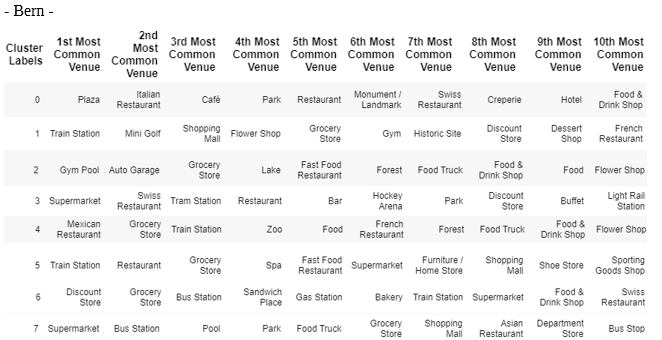 - Bern -
Cluster Labels 1st Most Common Venue 2nd Most Common Venue 3rd Most Common Venue 4th Most Common Venue 5th Most Common Venue 6th Most Common Venue 7th Most Common Venue 8th Most Common Venue 9th Most Common Venue 10th Most Common Venue
0 Plaza Italian Restaurant Café Park Restaurant Monument / Landmark Swiss Restaurant Creperie Hotel Food & Drink Shop
1 Train Station Mini Golf Shopping Mall Flower Shop Grocery Store Gym Historic Site Discount Store Dessert Shop French Restaurant
2 Gym Pool Auto Garage Grocery Store Lake Fast Food Restaurant Forest Food Truck Food & Drink Shop Food Flower Shop
3 Supermarket Swiss Restaurant Tram Station Restaurant Bar Hockey Arena Park Discount Store Buffet Light Rail Station
4 Mexican Restaurant Grocery Store Train Station Zoo Food French Restaurant Forest Food Truck Food & Drink Shop Flower Shop
5 Train Station Restaurant Grocery Store Spa Fast Food Restaurant Supermarket Furniture / Home Store Shopping Mall Shoe Store Sporting Goods Shop
6 Discount Store Grocery Store Bus Station Sandwich Place Gas Station Bakery Train Station Supermarket Food & Drink Shop Swiss Restaurant
7 Supermarket Bus Station Pool Park Food Truck Grocery Store Shopping Mall Asian Restaurant Department Store Bus Stop